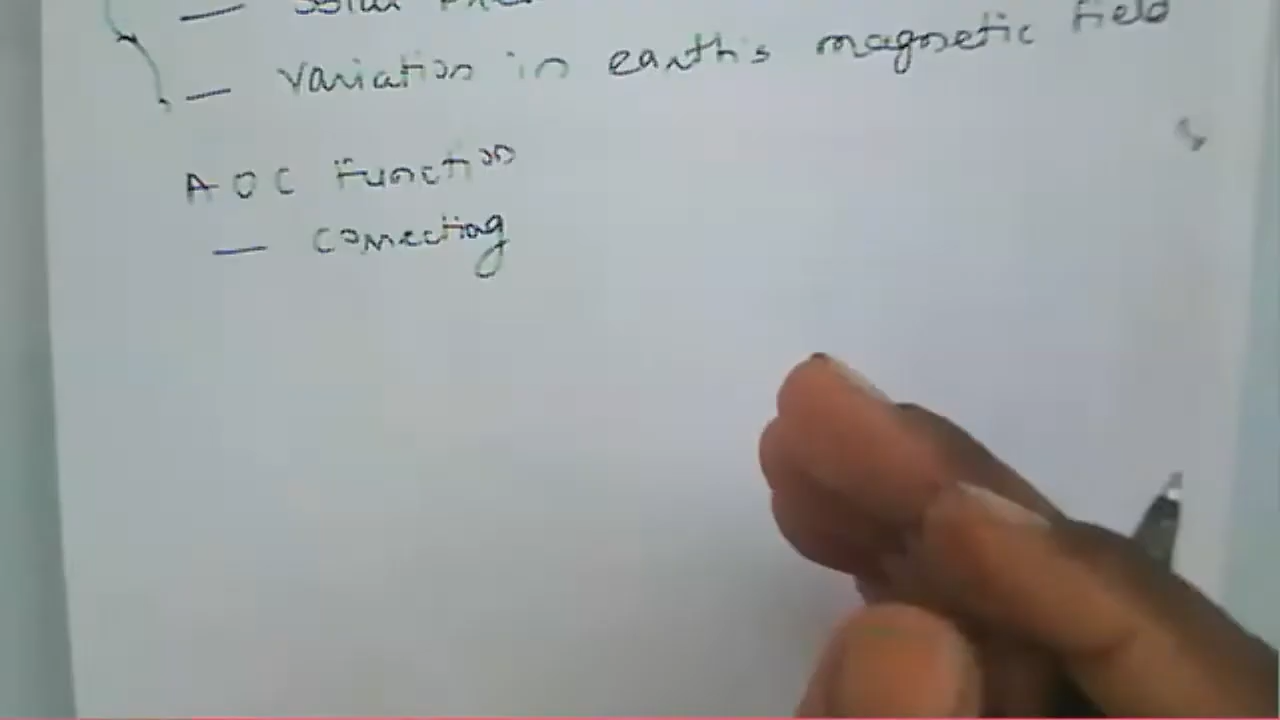 — variation in earth's magnetic field
AOC Function
— correcting